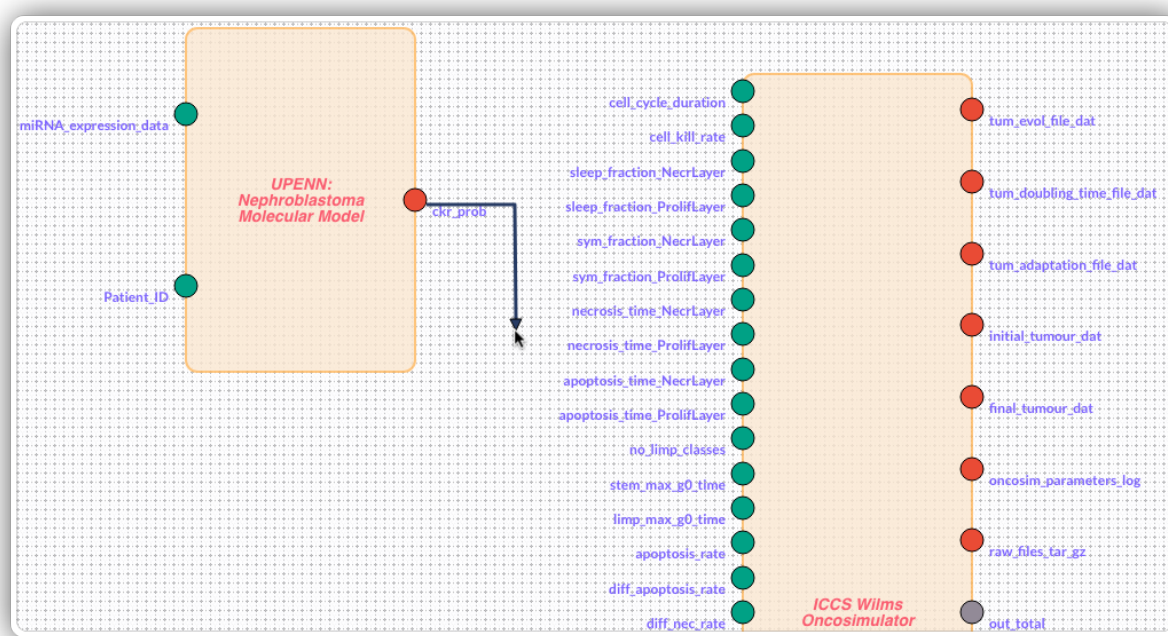 miRNA_expression_data
Patient_ID
UPENN:
Nephroblastoma
Molecular Model
ckr_prob
cell_cycle_duration
cell_kill_rate
sleep_fraction_NecrLayer
sleep_fraction_ProlifLayer
sym_fraction_NecrLayer
sym_fraction_ProlifLayer
necrosis_time_NecrLayer
necrosis_time_ProlifLayer
apoptosis_time_NecrLayer
apoptosis_time_ProlifLayer
no_limp_classes
stem_max_g0_time
limp_max_g0_time
apoptosis_rate
diff_apoptosis_rate
diff_nec_rate
ICCS Wilms
Oncosimulator
tum_evol_file_dat
tum_doubling_time_file_dat
tum_adaptation_file_dat
initial_tumour_dat
final_tumour_dat
oncosim_parameters_log
raw_files_tar_gz
out_total